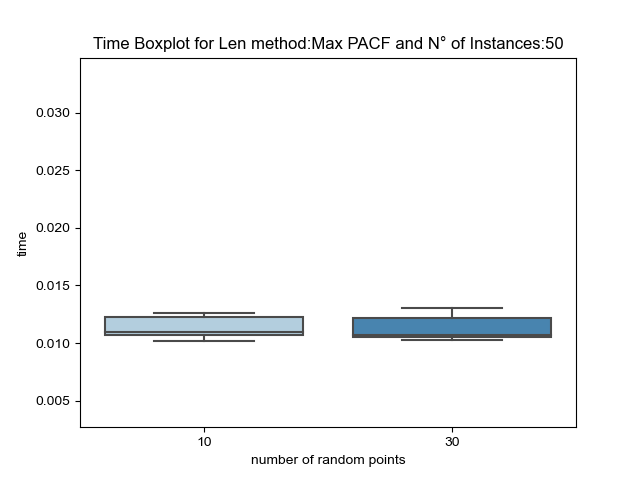 Time Boxplot for Len method:Max PACF and N° of Instances:50
0.030
0.025
0.020
0.015
0.010
0.005
time
10
30
number of random points